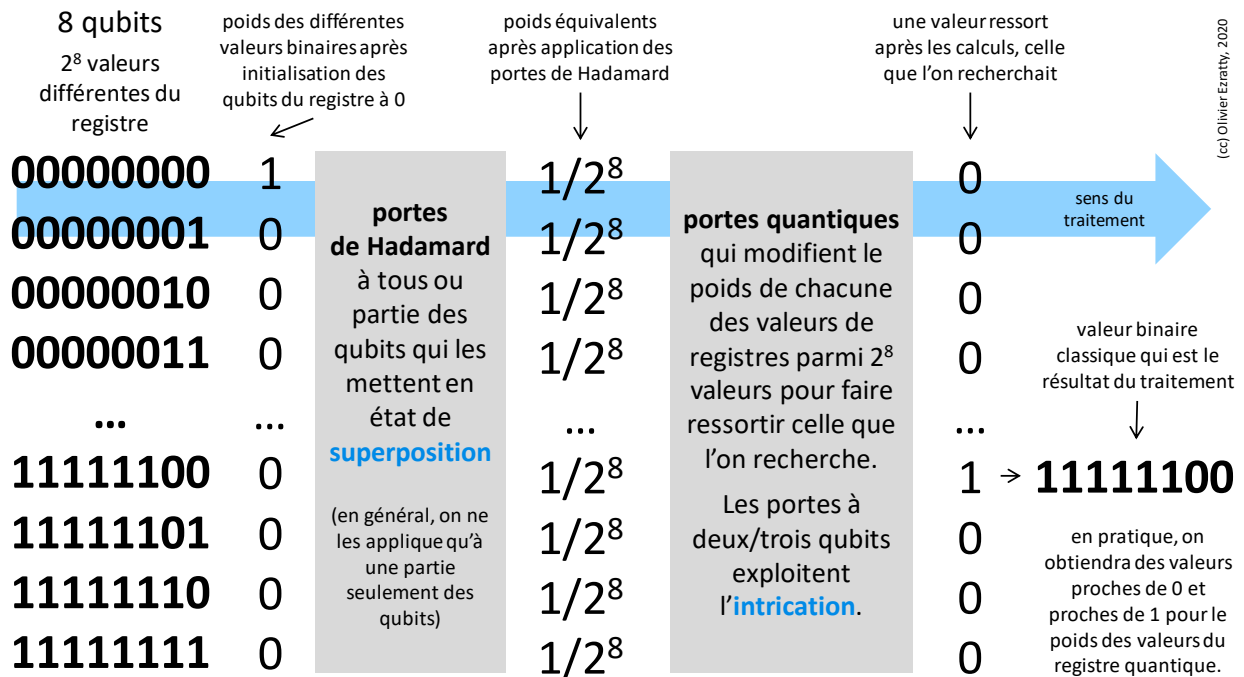 8 qubits
2⁸ valeurs
différentes du
registre
poids des différentes
valeurs binaires après
initialisation des
qubits du registre à 0
poids équivalents
après application des
portes de Hadamard
une valeur ressort
après les calculs, celle
que l'on recherchait
(cc) Olivier Ezratty, 2020
00000000 1 1/2⁸ 0
00000001 0 1/2⁸ 0
00000010 0 1/2⁸ 0
00000011 0 1/2⁸ 0
... ... ... ...
11111100 0 1/2⁸ 1 → 11111100
11111101 0 1/2⁸ 0
11111110 0 1/2⁸ 0
11111111 0 1/2⁸ 0
portes
de Hadamard
à tous ou
partie des
qubits qui les
mettent en
état de
superposition
(en général, on ne
les applique qu'à
une partie
seulement des
qubits)
portes quantiques
qui modifient le
poids de chacune
des valeurs de
registres parmi 2⁸
valeurs pour faire
ressortir celle que
l'on recherche.
Les portes à
deux/trois qubits
exploitent
l'intrication.
sens du
traitement
valeur binaire
classique qui est le
résultat du traitement
en pratique, on
obtiendra des valeurs
proches de 0 et
proches de 1 pour le
poids des valeurs du
registre quantique.